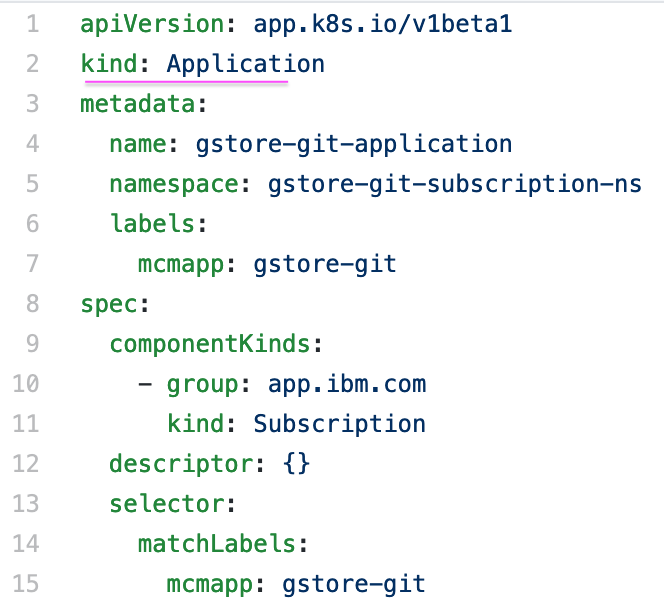 1 apiVersion: app.k8s.io/v1beta1
2 kind: Application
3 metadata:
4   name: gstore-git-application
5   namespace: gstore-git-subscription-ns
6   labels:
7     mcmapp: gstore-git
8 spec:
9   componentKinds:
10     - group: app.ibm.com
11       kind: Subscription
12   descriptor: {}
13   selector:
14     matchLabels:
15       mcmapp: gstore-git